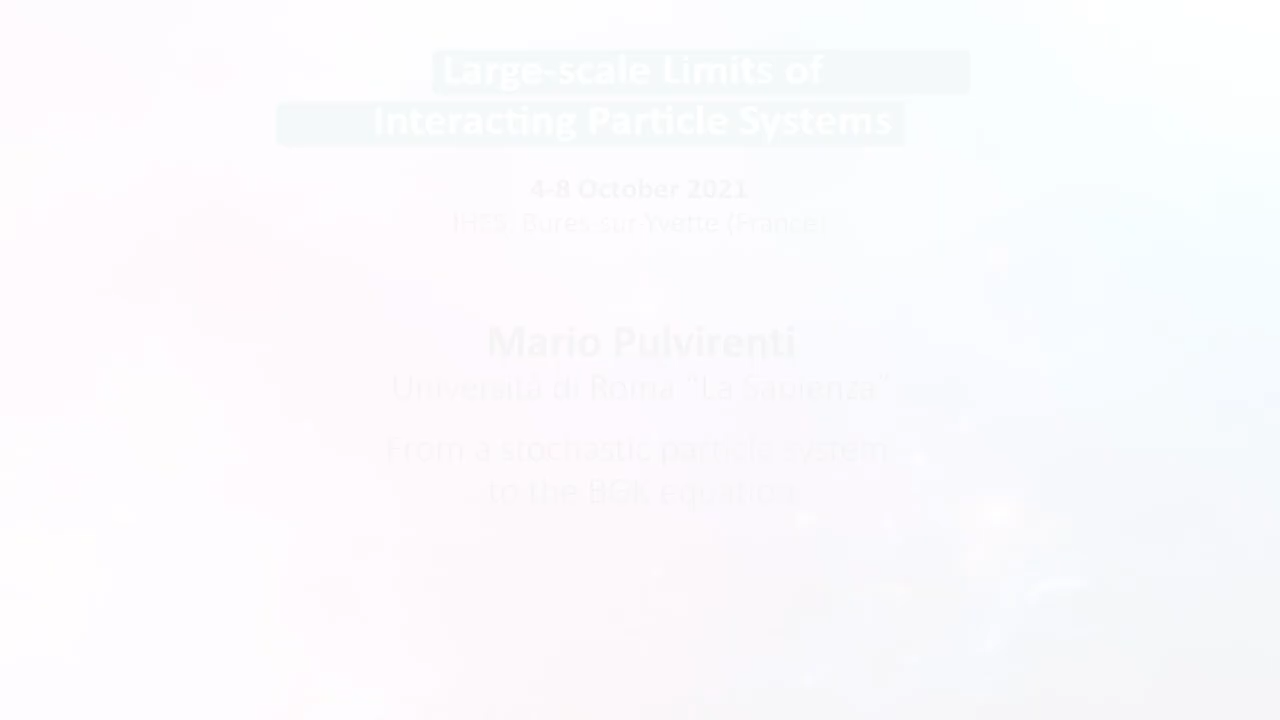 Large-scale Limits of
Interacting Particle Systems
4-8 October 2021
IHES, Bures-sur-Yvette (France)
Mario Pulvirenti
Università di Roma "La Sapienza"
From a stochastic particle system
to the BGK equation